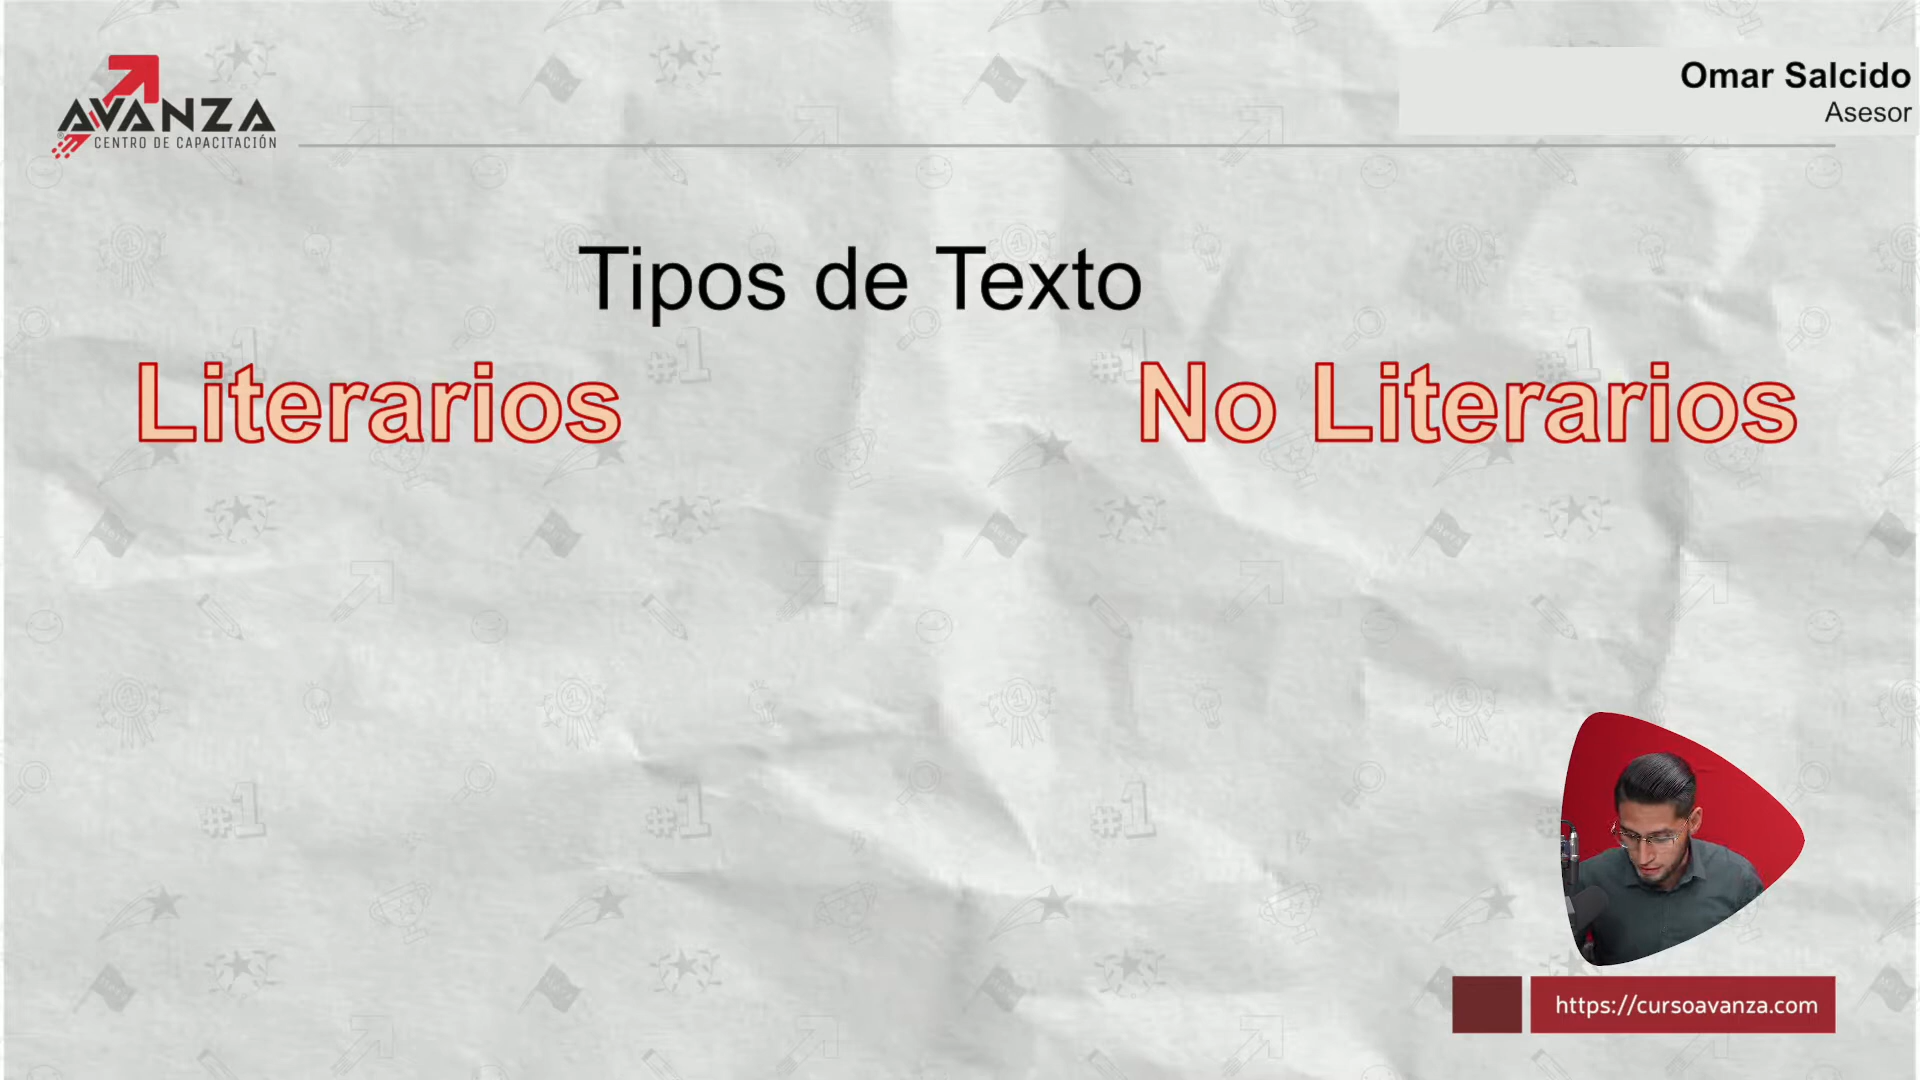 AVANZA
CENTRO DE CAPACITACIÓN
Omar Salcido
Asesor
Tipos de Texto
Literarios
No Literarios
https://cursoavanza.com